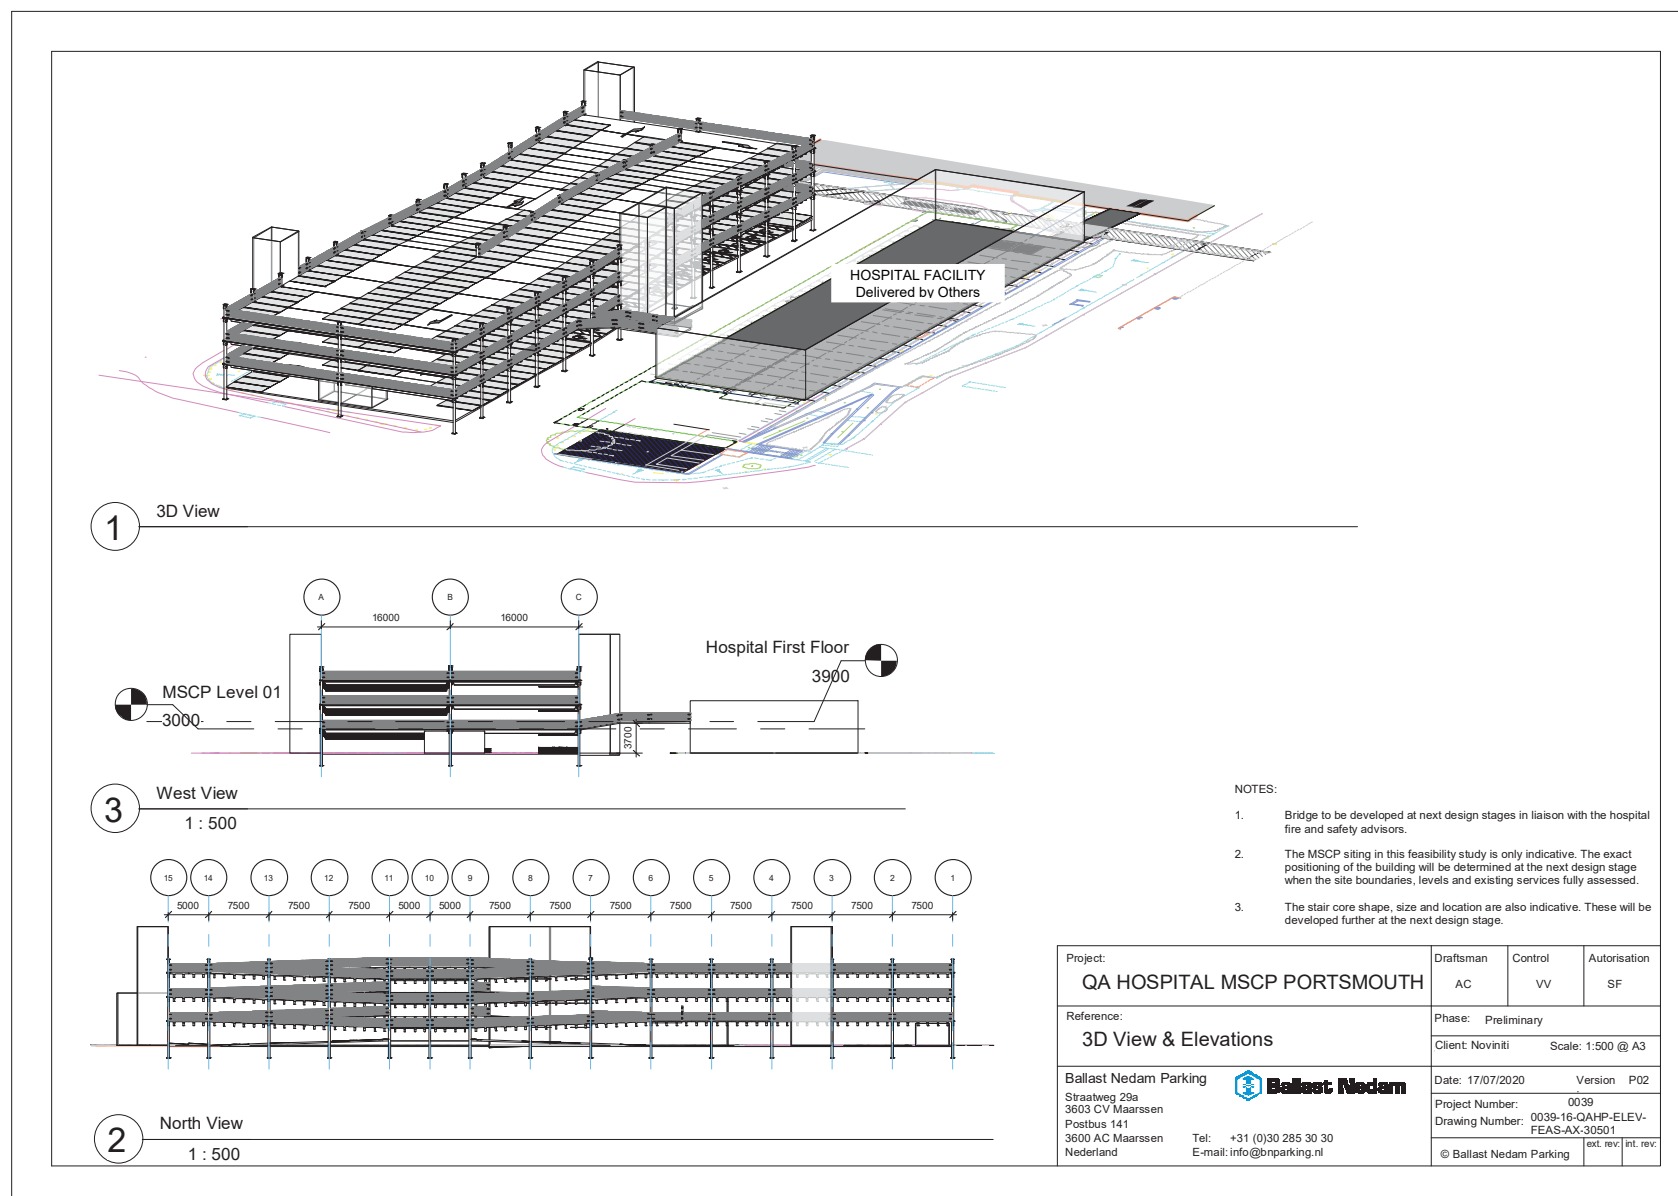 HOSPITAL FACILITY
Delivered by Others
1
3D View
A
B
C
16000
16000
Hospital First Floor
3900
MSCP Level 01
3000
3700
3
West View
1 : 500
15
14
13
12
11
10
9
8
7
6
5
4
3
2
1
5000
7500
7500
7500
5000
5000
7500
7500
7500
7500
7500
7500
7500
7500
2
North View
1 : 500
NOTES:
1. Bridge to be developed at next design stages in liaison with the hospital
fire and safety advisors.
2. The MSCP siting in this feasibility study is only indicative. The exact
positioning of the building will be determined at the next design stage
when the site boundaries, levels and existing services fully assessed.
3. The stair core shape, size and location are also indicative. These will be
developed further at the next design stage.
Project:
QA HOSPITAL MSCP PORTSMOUTH
Reference:
3D View & Elevations
Ballast Nedam Parking
Straatweg 29a
3603 CV Maarssen
Postbus 141
3600 AC Maarssen
Nederland
Tel: +31 (0)30 285 30 30
E-mail: info@bnparking.nl
Ballast Nedam
Draftsman
AC
Control
VV
Autorisation
SF
Phase: Preliminary
Client: Noviniti
Scale: 1:500 @ A3
Date: 17/07/2020
Version P02
Project Number: 0039
Drawing Number: 0039-16-QAHP-ELEV-
FEAS-AX-30501
© Ballast Nedam Parking
ext. rev:
int. rev: